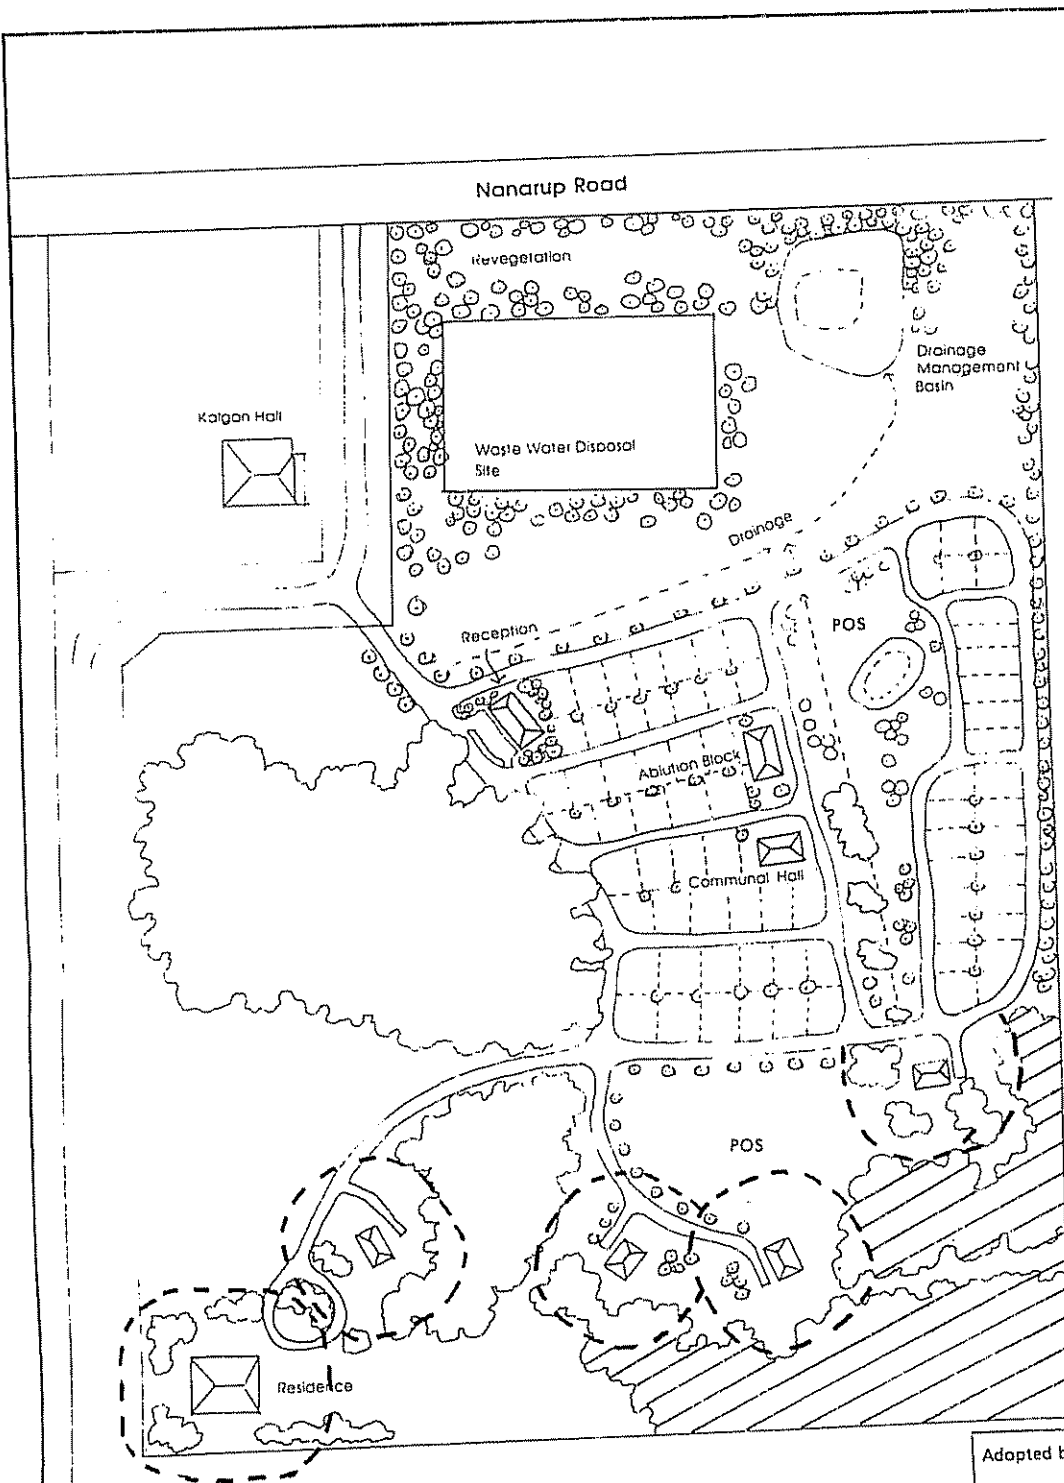 Nanarup Road
Revegetation
Drainage
Management
Basin
Kalgan Hall
Waste Water Disposal
Site
Drainage
POS
Reception
Ablution Block
Communal Hall
POS
Residence
Adopted b